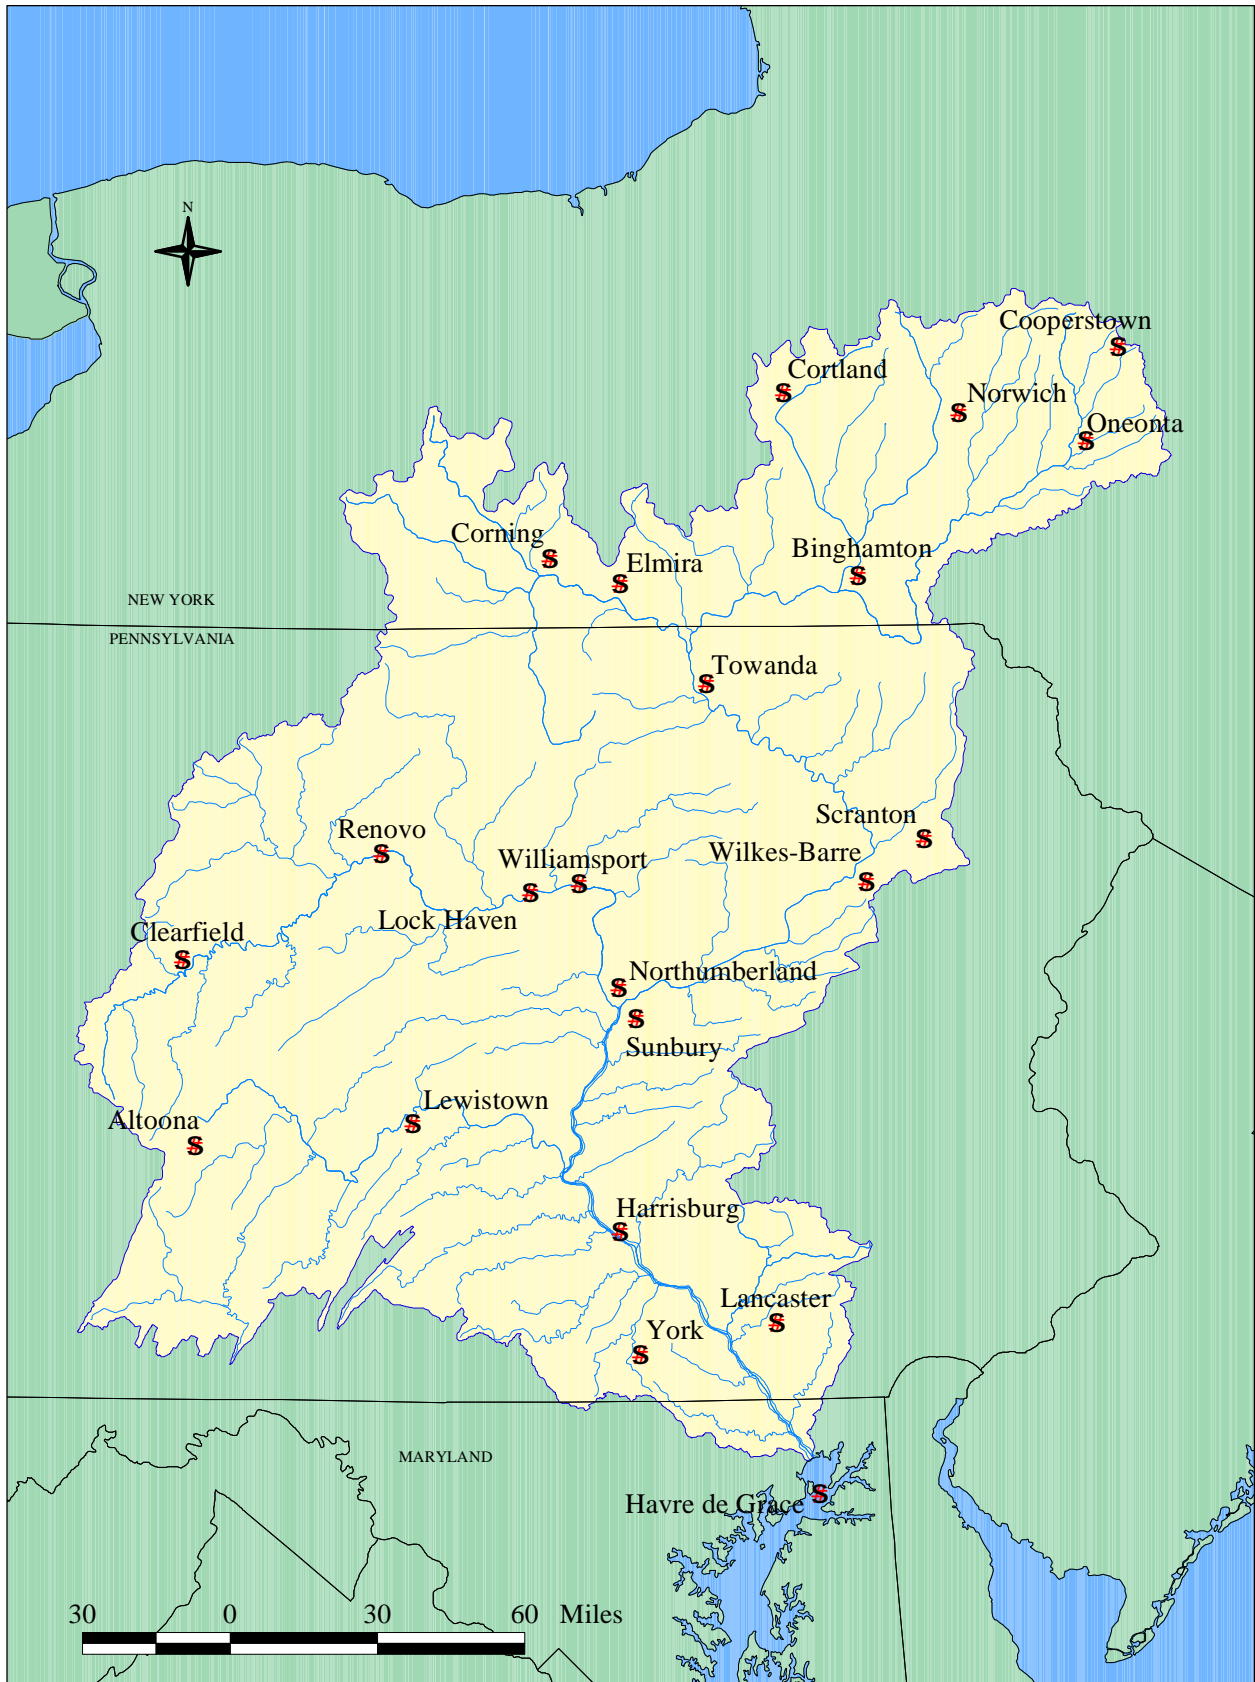 N
Cooperstown
Cortland
Norwich
Oneonta
Corning
Elmira
Binghamton
NEW YORK
PENNSYLVANIA
Towanda
Scranton
Renovo
Williamsport
Wilkes-Barre
Lock Haven
Clearfield
Northumberland
Sunbury
Lewistown
Altoona
Harrisburg
Lancaster
York
MARYLAND
Havre de Grace
30 0 30 60 Miles